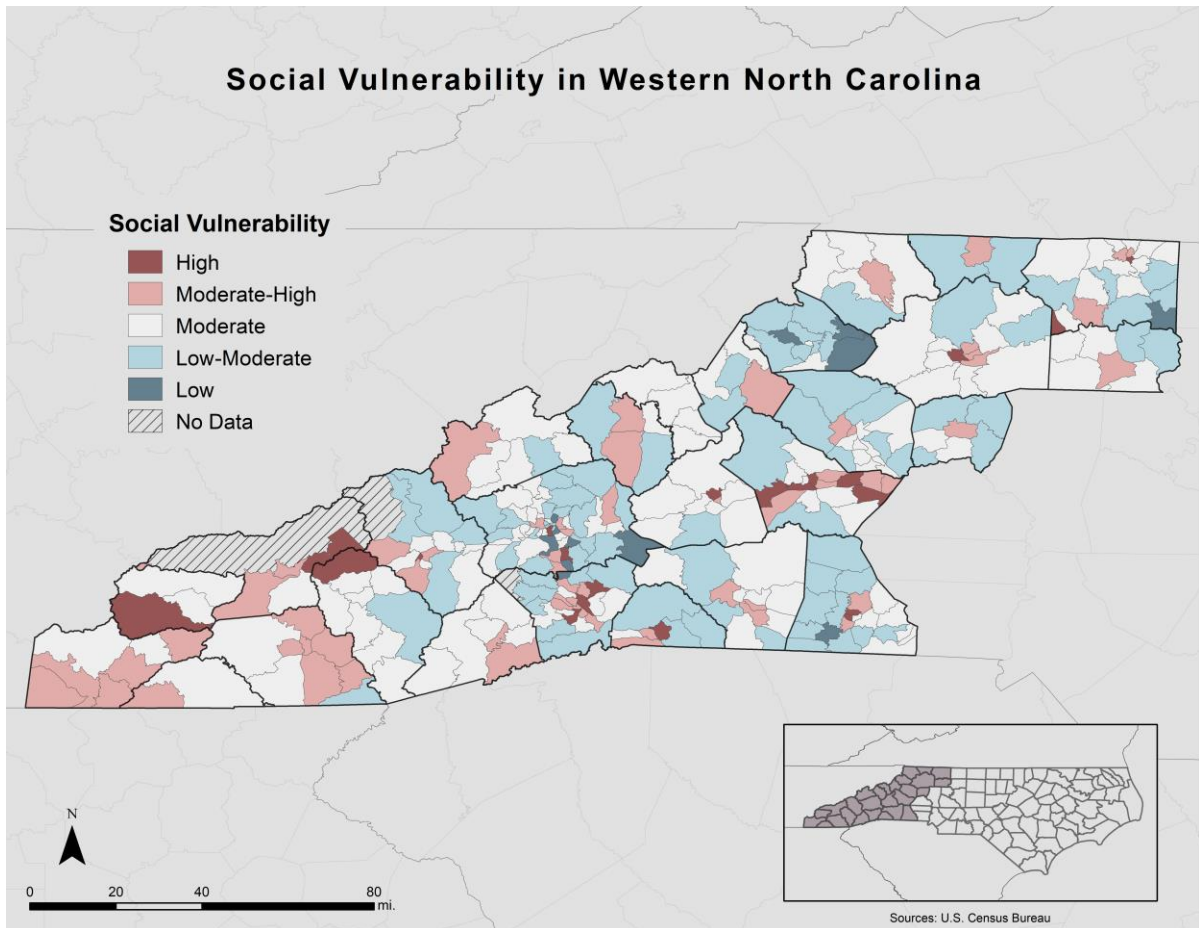 Social Vulnerability in Western North Carolina
Social Vulnerability
High
Moderate-High
Moderate
Low-Moderate
Low
No Data
N
0 20 40 80
mi.
Sources: U.S. Census Bureau